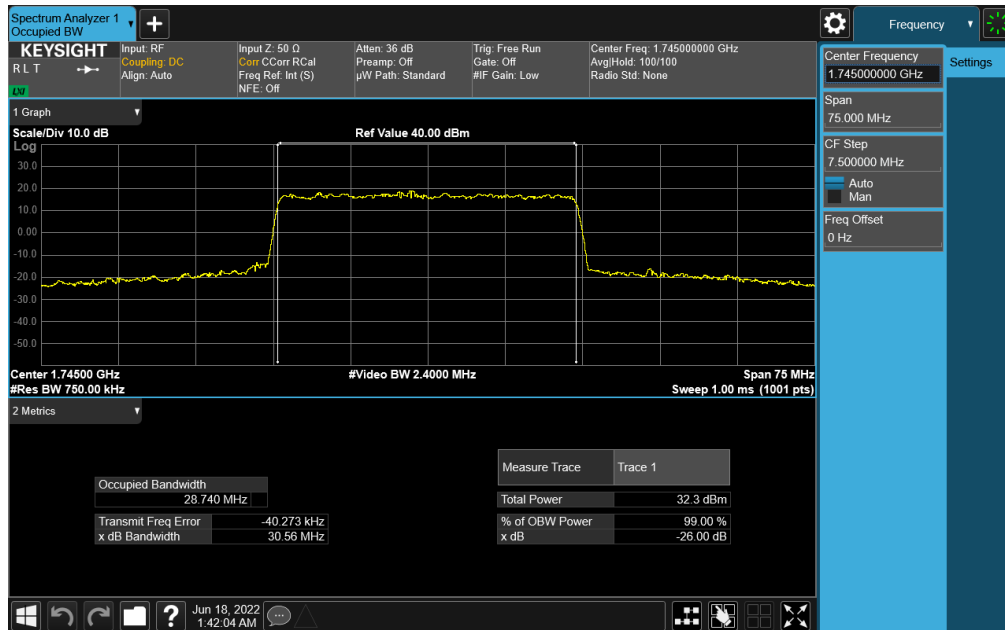 Spectrum Analyzer 1
Occupied BW
Frequency
KEYSIGHT
R L T
LXI
Input: RF
Coupling: DC
Align: Auto
Input Z: 50 Ω
Corr CCorr RCal
Freq Ref: Int (S)
NFE: Off
Atten: 36 dB
Preamp: Off
µW Path: Standard
Trig: Free Run
Gate: Off
#IF Gain: Low
Center Freq: 1.745000000 GHz
Avg|Hold: 100/100
Radio Std: None
Center Frequency
1.745000000 GHz
Settings
Span
75.000 MHz
CF Step
7.500000 MHz
Auto
Man
Freq Offset
0 Hz
1 Graph
Scale/Div 10.0 dB
Ref Value 40.00 dBm
Log
30.0
20.0
10.0
0.00
-10.0
-20.0
-30.0
-40.0
-50.0
Center 1.74500 GHz
#Video BW 2.4000 MHz
Span 75 MHz
#Res BW 750.00 kHz
Sweep 1.00 ms (1001 pts)
2 Metrics
Measure Trace Trace 1
Occupied Bandwidth
28.740 MHz
Total Power 32.3 dBm
Transmit Freq Error -40.273 kHz
% of OBW Power 99.00 %
x dB Bandwidth 30.56 MHz
x dB -26.00 dB
?
Jun 18, 2022
1:42:04 AM